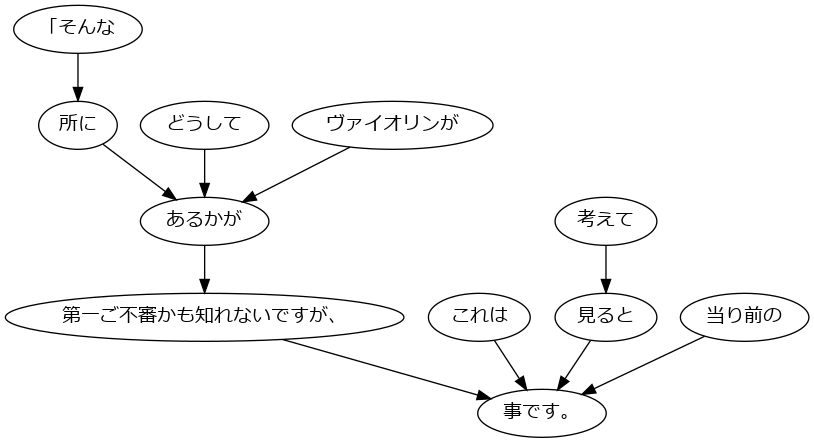 「そんな
所に
どうして
ヴァイオリンが
あるかが
考えて
第一ご不審かも知れないですが、
これは
見ると
当り前の
事です。